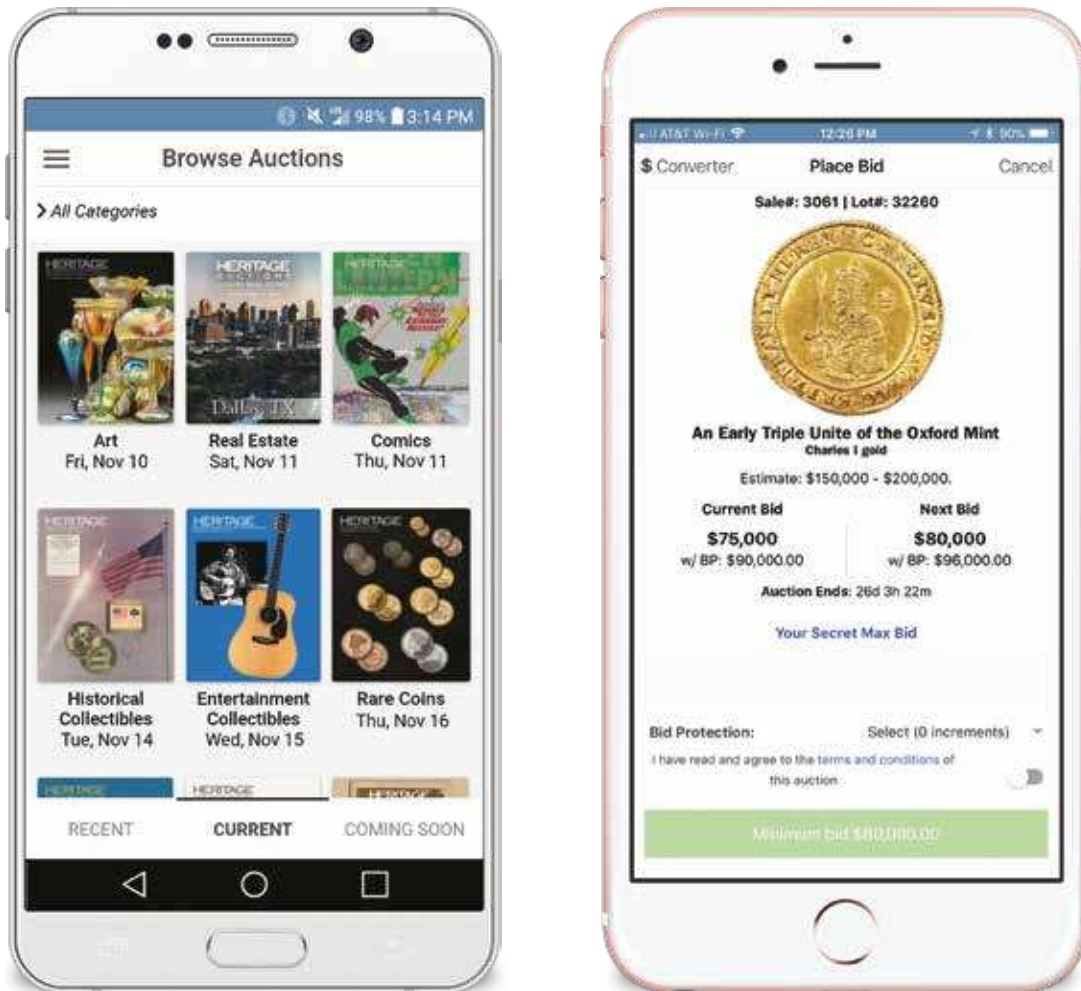 98% 3:14 PM
Browse Auctions
All Categories
HERITAGE
HERITAGE
AUCTIONS
Dallas, TX
Art
Fri, Nov 10
Real Estate
Sat, Nov 11
Comics
Thu, Nov 11
HERITAGE
HERITAGE
HERITAGE
Historical
Collectibles
Tue, Nov 14
Entertainment
Collectibles
Wed, Nov 15
Rare Coins
Thu, Nov 16
HERITAGE
HERITAGE
HERITAGE
RECENT
CURRENT
COMING SOON
AT&T Wi-Fi 12:26 PM 90%
$ Converter Place Bid Cancel
Sale#: 3061 | Lot#: 32260
An Early Triple Unite of the Oxford Mint
Charles I gold
Estimate: $150,000 - $200,000.
Current Bid Next Bid
$75,000 $80,000
w/ BP: $90,000.00 w/ BP: $96,000.00
Auction Ends: 26d 3h 22m
Your Secret Max Bid
Bid Protection: Select (0 increments)
I have read and agree to the terms and conditions of
this auction
Minimum bid $80,000.00